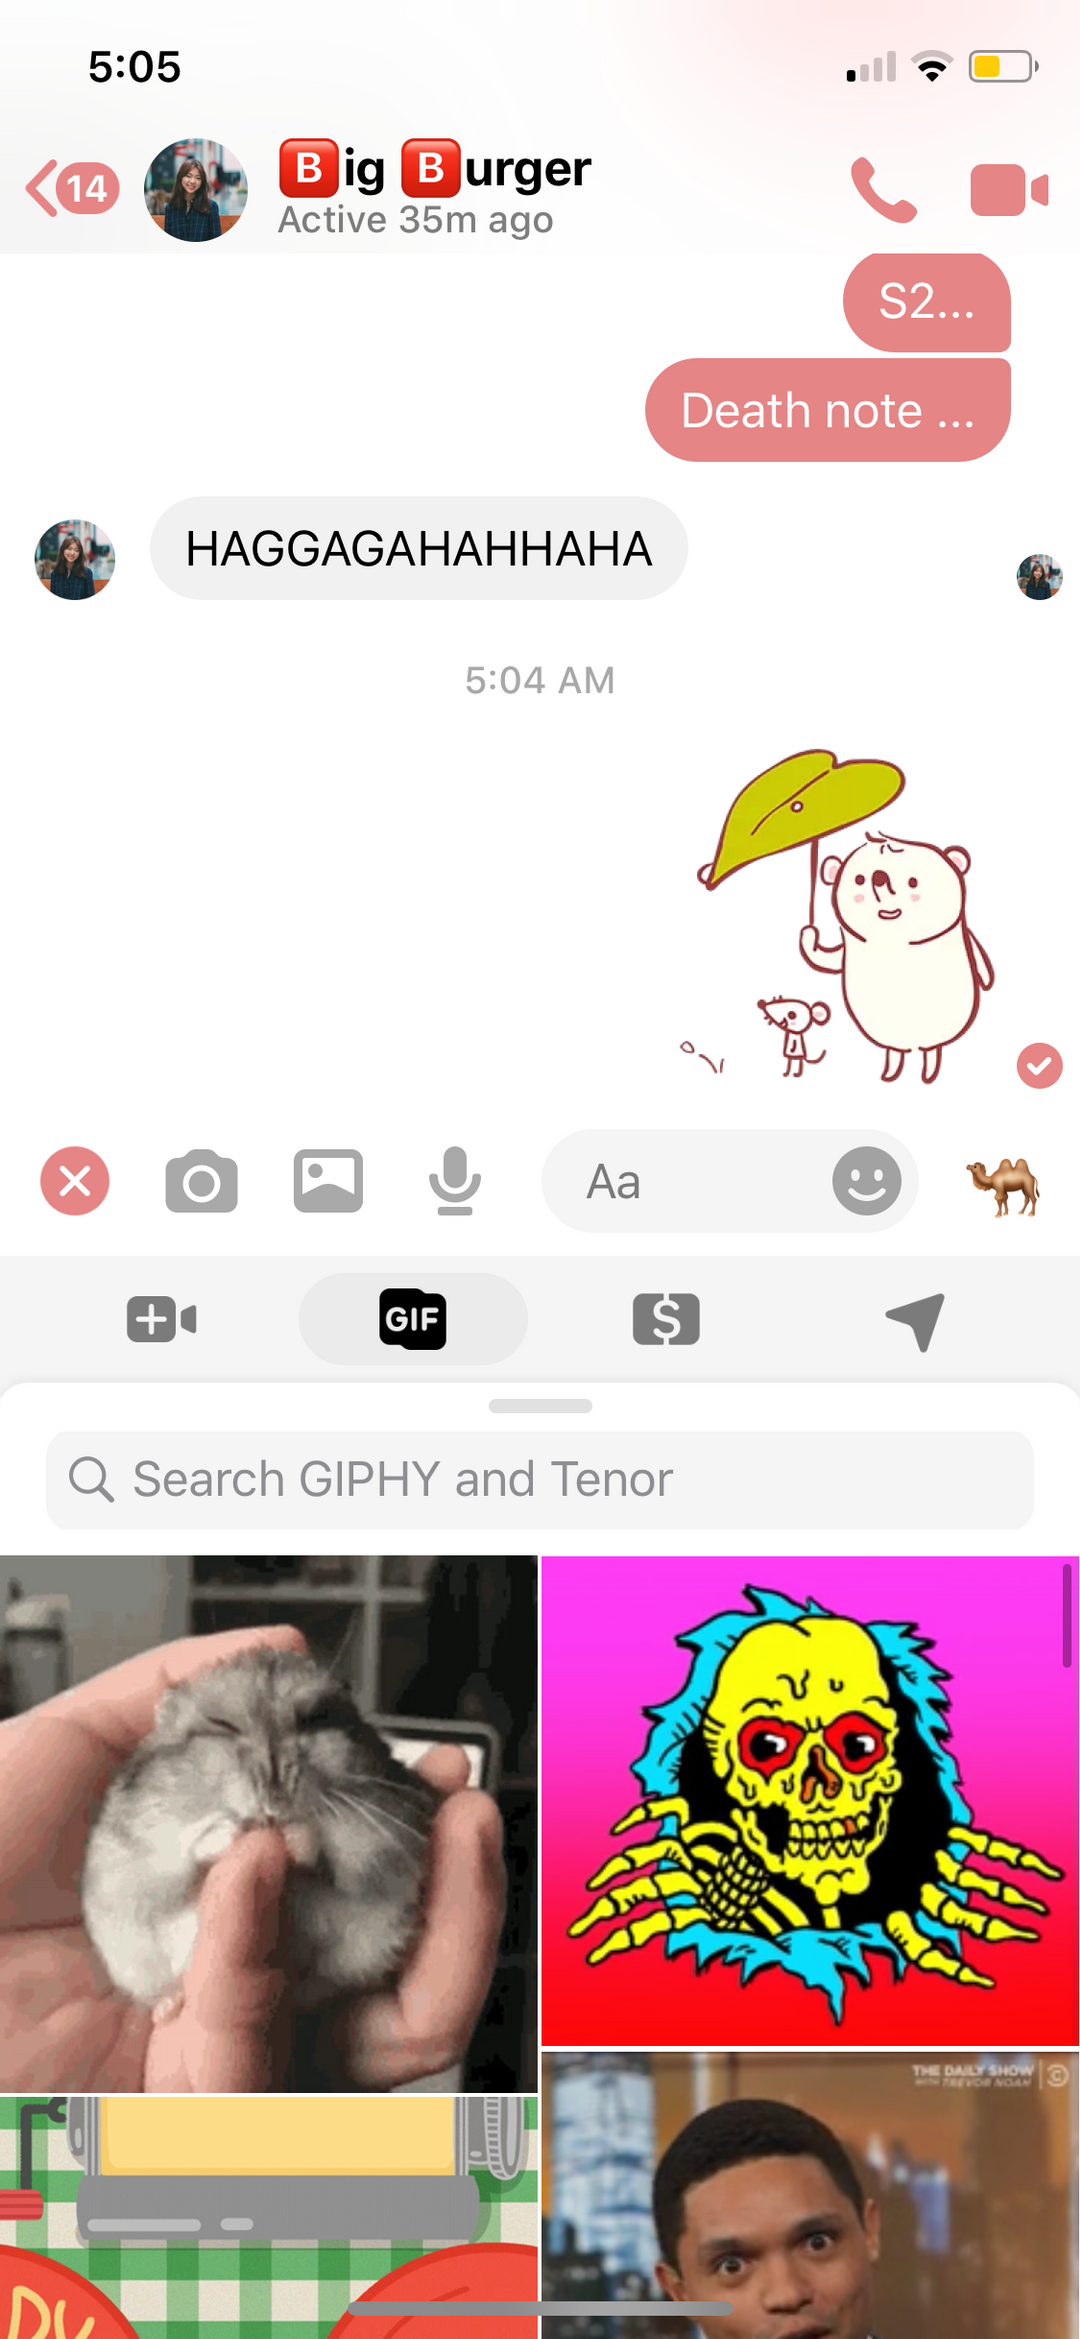 5:05
14
🅱️ig 🅱️urger
Active 35m ago
S2...
Death note ...
HAGGAGAHAHHAHA
5:04 AM
Aa
GIF
$
Search GIPHY and Tenor
THE DAILY SHOW
WITH TREVOR NOAH